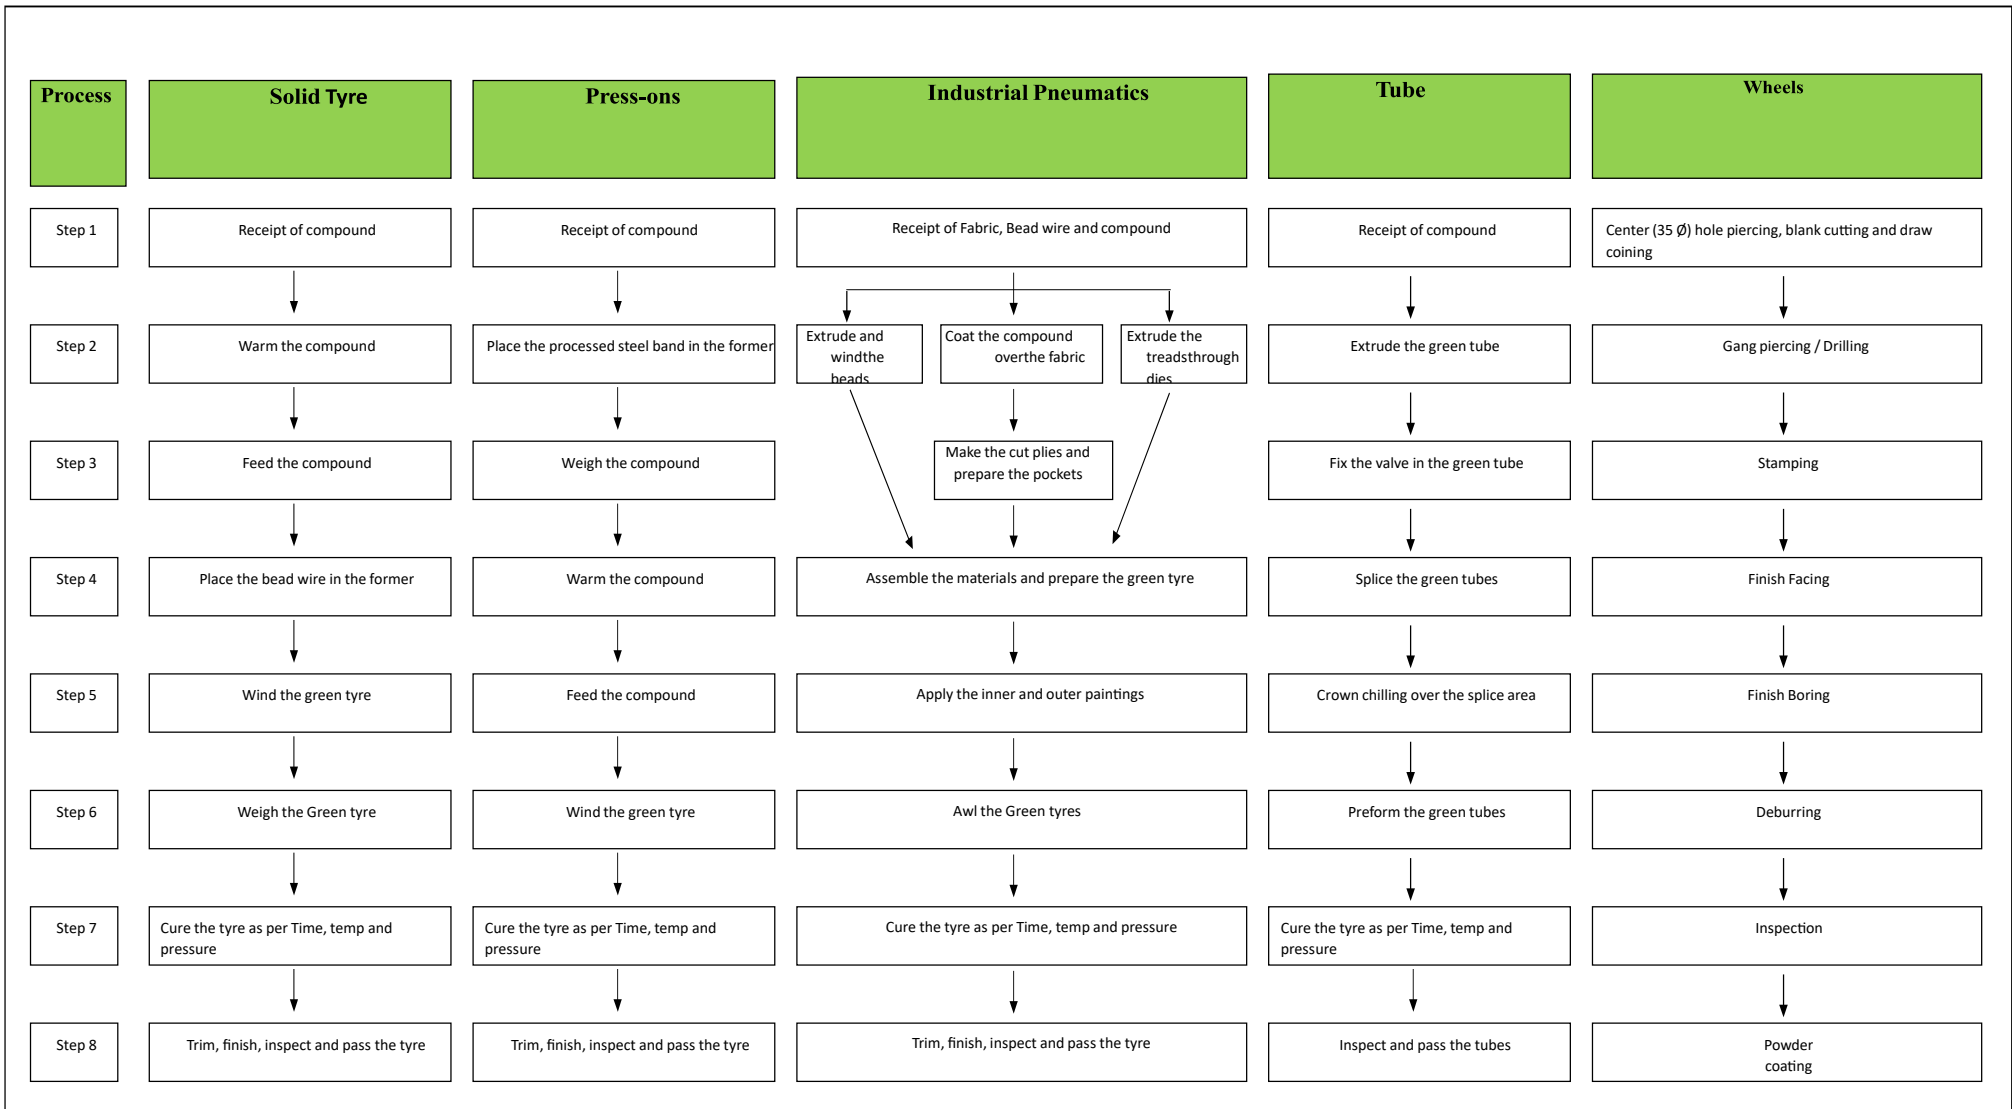 Process
Solid Tyre
Press-ons
Industrial Pneumatics
Tube
Wheels
Step 1
Receipt of compound
Receipt of compound
Receipt of Fabric, Bead wire and compound
Receipt of compound
Center (35 Ø) hole piercing, blank cutting and draw
coining
Step 2
Warm the compound
Place the processed steel band in the former
Extrude and
windthe
beads
Coat the compound
overthe fabric
Extrude the
treadsthrough
dies
Extrude the green tube
Gang piercing / Drilling
Step 3
Feed the compound
Weigh the compound
Make the cut plies and
prepare the pockets
Fix the valve in the green tube
Stamping
Step 4
Place the bead wire in the former
Warm the compound
Assemble the materials and prepare the green tyre
Splice the green tubes
Finish Facing
Step 5
Wind the green tyre
Feed the compound
Apply the inner and outer paintings
Crown chilling over the splice area
Finish Boring
Step 6
Weigh the Green tyre
Wind the green tyre
Awl the Green tyres
Preform the green tubes
Deburring
Step 7
Cure the tyre as per Time, temp and
pressure
Cure the tyre as per Time, temp and
pressure
Cure the tyre as per Time, temp and pressure
Cure the tyre as per Time, temp and
pressure
Inspection
Step 8
Trim, finish, inspect and pass the tyre
Trim, finish, inspect and pass the tyre
Trim, finish, inspect and pass the tyre
Inspect and pass the tubes
Powder
coating